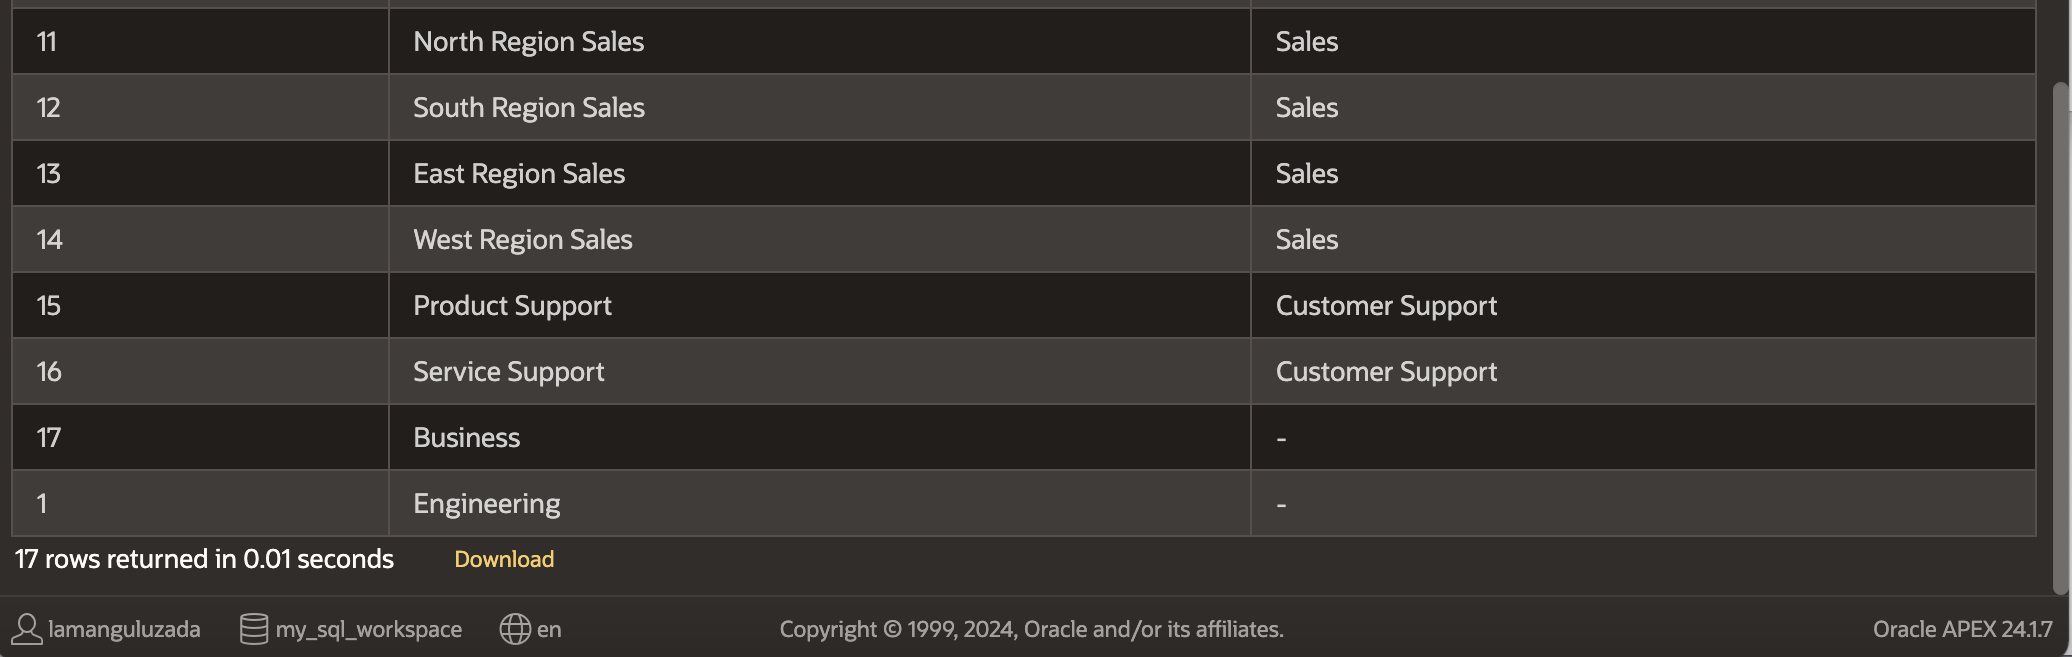 11 North Region Sales Sales
12 South Region Sales Sales
13 East Region Sales Sales
14 West Region Sales Sales
15 Product Support Customer Support
16 Service Support Customer Support
17 Business -
1 Engineering -
17 rows returned in 0.01 seconds Download
lamanguluzada my_sql_workspace en Copyright © 1999, 2024, Oracle and/or its affiliates. Oracle APEX 24.1.7